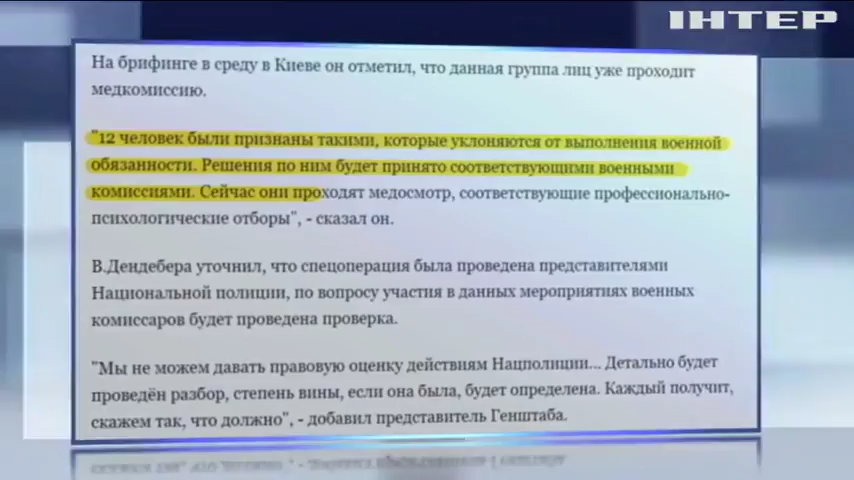 ІНТЕР
На брифинге в среду в Киеве он отметил, что данная группа лиц уже проходит
медкомиссию.
"12 человек были признаны такими, которые уклоняются от выполнения военной
обязанности. Решения по ним будет принято соответствующими военными
комиссиями. Сейчас они проходят медосмотр, соответствующие профессионально-
психологические отборы", - сказал он.
В.Дендебера уточнил, что спецоперация была проведена представителями
Национальной полиции, по вопросу участия в данных мероприятиях военных
комиссаров будет проведена проверка.
"Мы не можем давать правовую оценку действиям Нацполиции... Детально будет
проведён разбор, степень вины, если она была, будет определена. Каждый получит,
скажем так, что должно", - добавил представитель Генштаба.